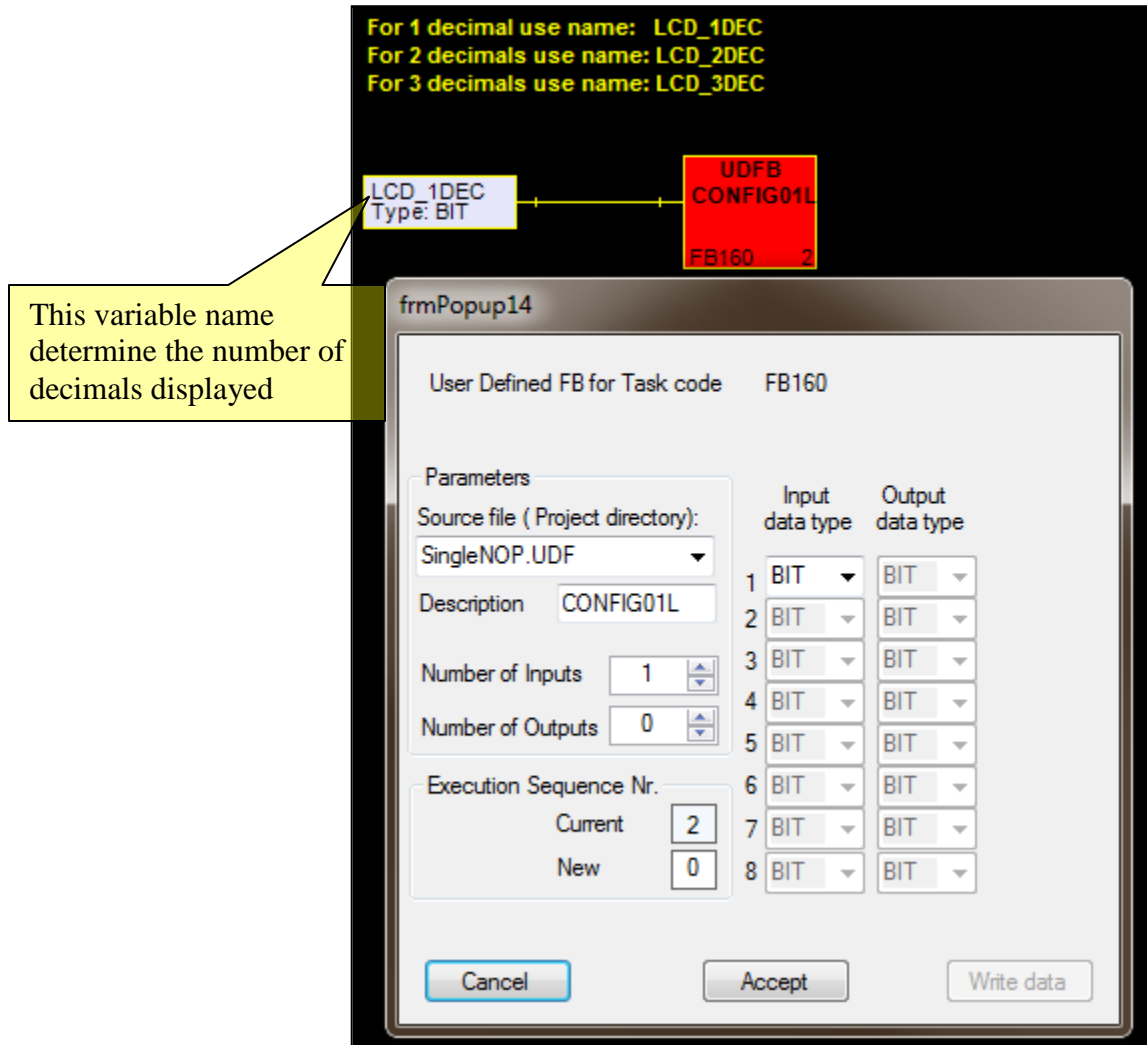 For 1 decimal use name: LCD_1DEC
For 2 decimals use name: LCD_2DEC
For 3 decimals use name: LCD_3DEC
LCD_1DEC
Type: BIT
UDFB
CONFIG01L
FB160 2
This variable name
determine the number of
decimals displayed
frmPopup14
User Defined FB for Task code FB160
Parameters
Source file ( Project directory):
SingleNOP.UDF
Description CONFIG01L
Number of Inputs 1
Number of Outputs 0
Execution Sequence Nr.
Current 2
New 0
Input Output
data type data type
1 BIT BIT
2 BIT BIT
3 BIT BIT
4 BIT BIT
5 BIT BIT
6 BIT BIT
7 BIT BIT
8 BIT BIT
Cancel Accept Write data